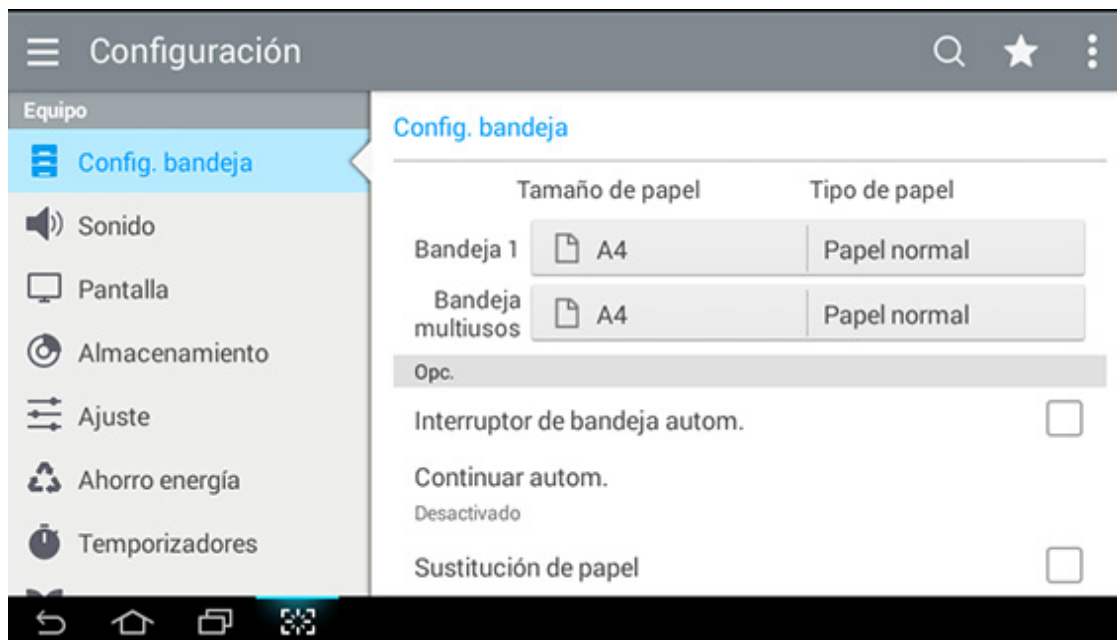 Configuración
Equipo
Config. bandeja
Sonido
Pantalla
Almacenamiento
Ajuste
Ahorro energía
Temporizadores
Config. bandeja
Tamaño de papel Tipo de papel
Bandeja 1 A4 Papel normal
Bandeja
multiusos A4 Papel normal
Opc.
Interruptor de bandeja autom.
Continuar autom.
Desactivado
Sustitución de papel